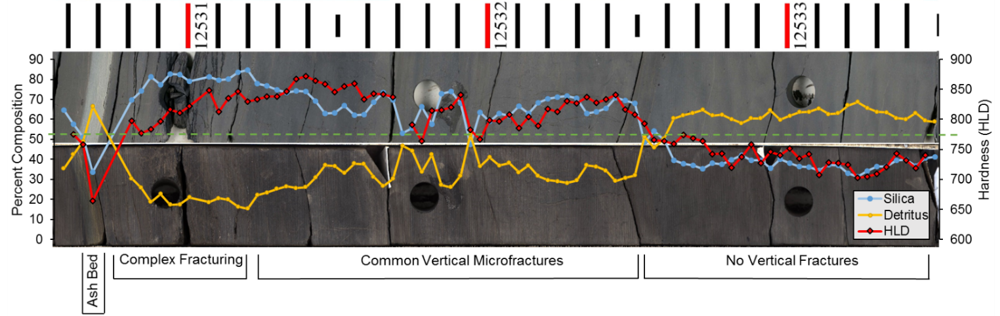 12531
12532
12533
Percent Composition
90
80
70
60
50
40
30
20
10
0
900
850
800
750
700
650
600
Hardness (HLD)
Silica
Detritus
HLD
Ash Bed
Complex Fracturing
Common Vertical Microfractures
No Vertical Fractures